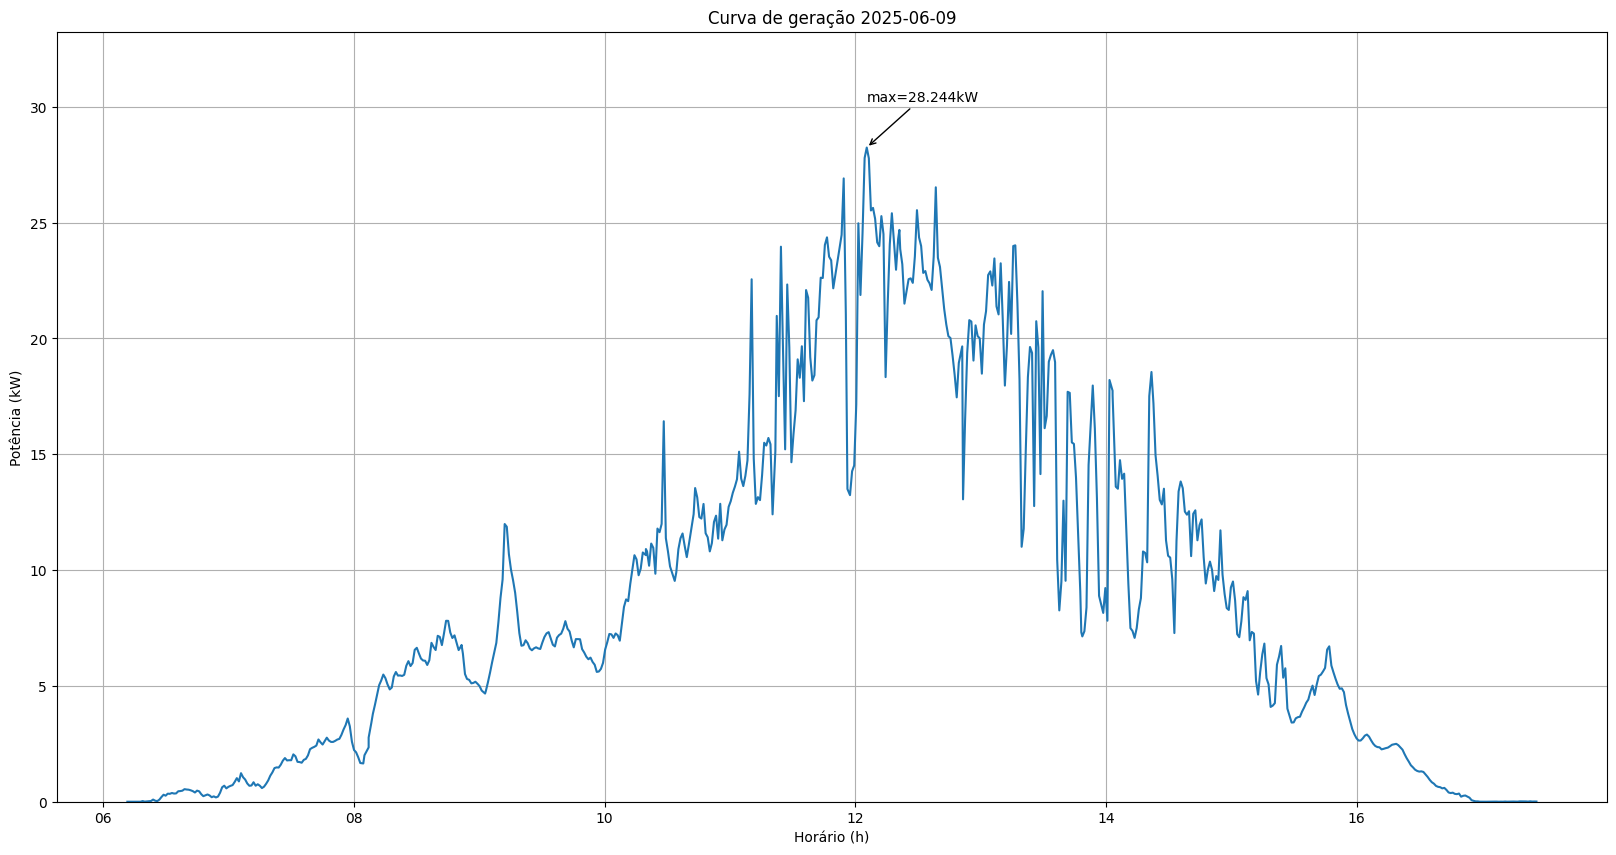 Curva de geração 2025-06-09
max=28.244kW
30
25
20
15
10
5
0
Potência (kW)
06 08 10 12 14 16
Horário (h)